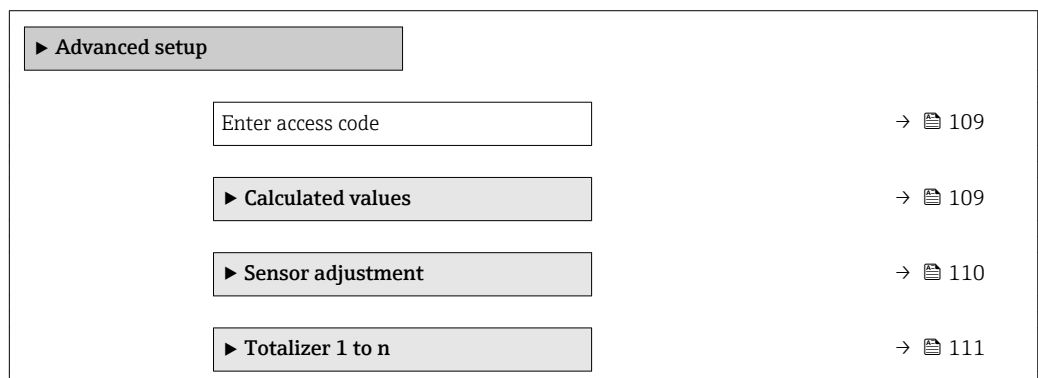 ▶ Advanced setup
Enter access code → 109
▶ Calculated values → 109
▶ Sensor adjustment → 110
▶ Totalizer 1 to n → 111